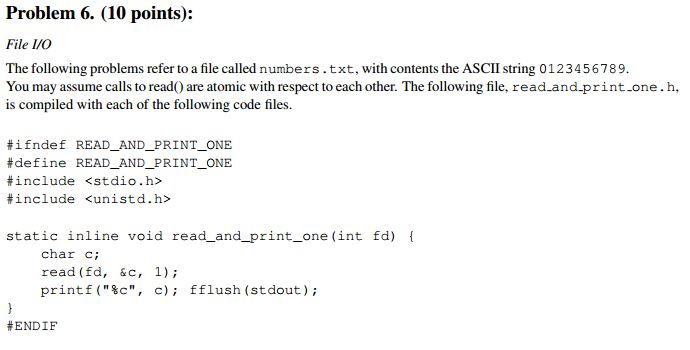 Problem 6. (10 points):
File I/O
The following problems refer to a file called numbers.txt, with contents the ASCII string 0123456789.
You may assume calls to read() are atomic with respect to each other. The following file, read_and_print_one.h,
is compiled with each of the following code files.
#ifndef READ_AND_PRINT_ONE
#define READ_AND_PRINT_ONE
#include <stdio.h>
#include <unistd.h>
static inline void read_and_print_one(int fd) {
    char c;
    read(fd, &c, 1);
    printf("%c", c); fflush(stdout);
}
#ENDIF